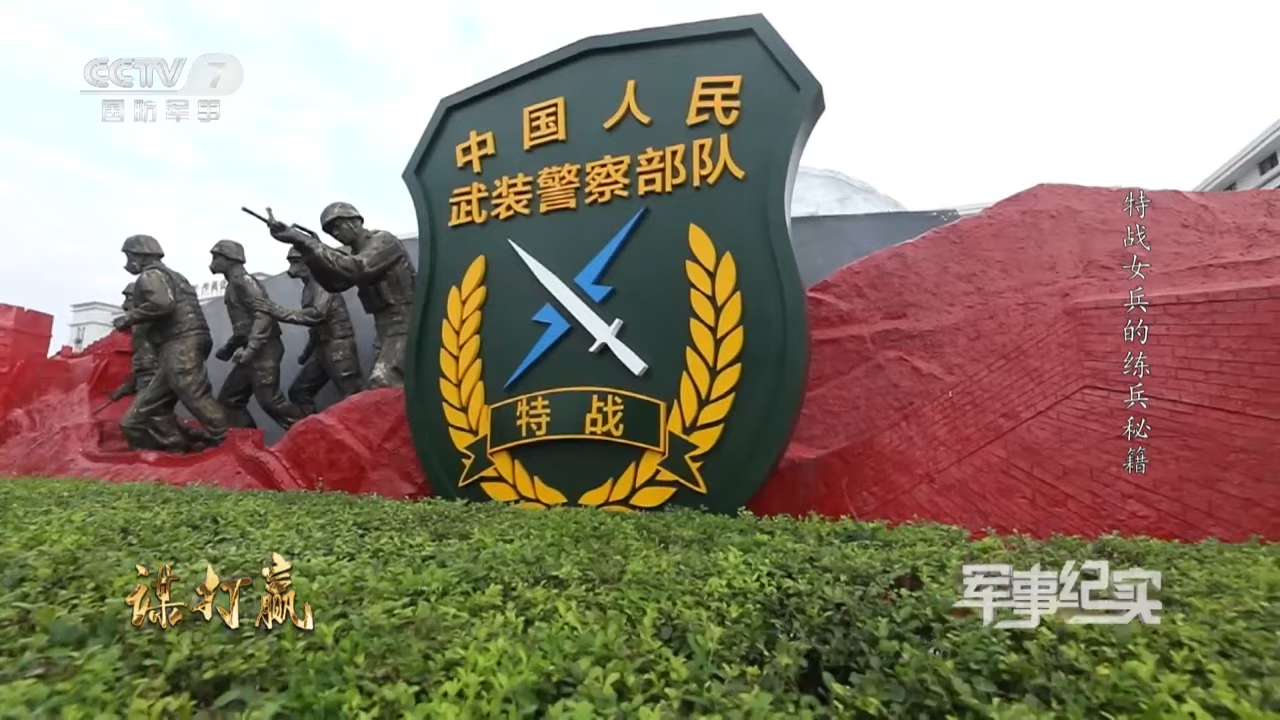 CCTV 7
国防军事
中国人民
武装警察部队
特战
特战女兵的练兵秘籍
谋打赢
军事纪实